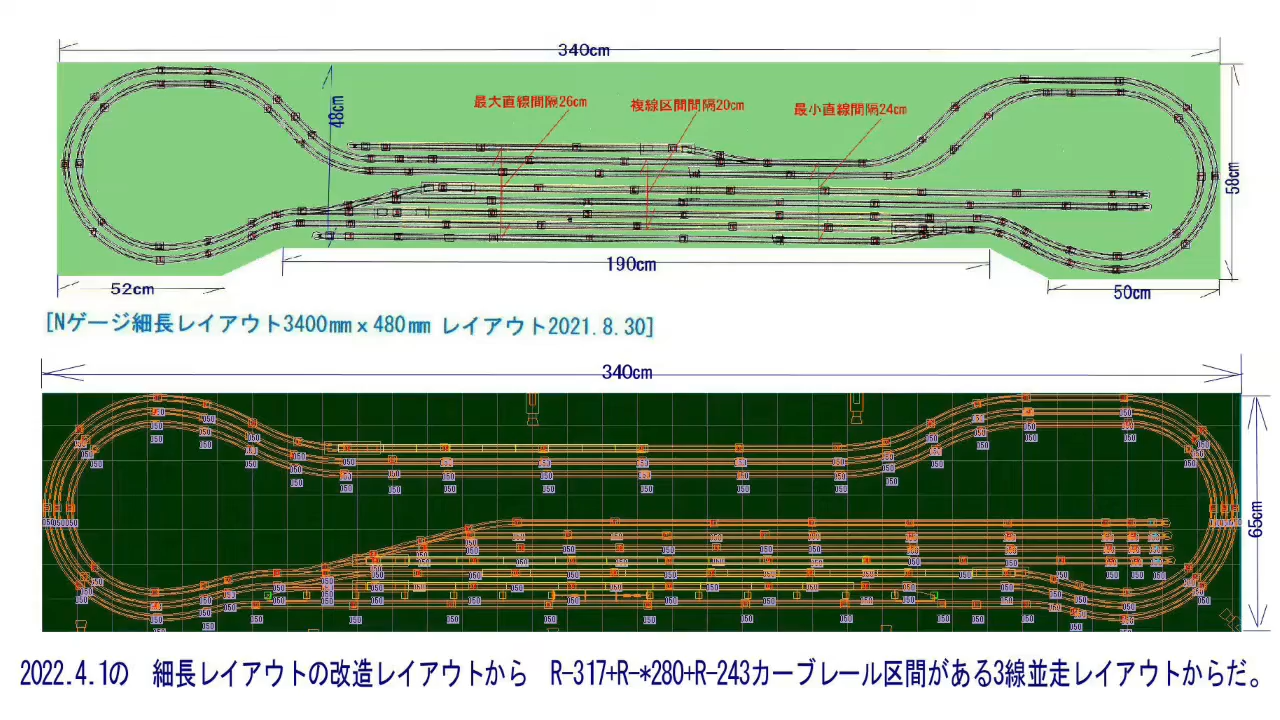 340cm
48cm
最大直線間隔26cm
複線区間間隔20cm
最小直線間隔24cm
58cm
190cm
52cm
50cm
[Nゲージ細長レイアウト3400mmx480mm レイアウト2021.8.30]
340cm
65cm
2022.4.1の 細長レイアウトの改造レイアウトから R-317+R-*280+R-243カーブレール区間がある3線並走レイアウトからだ。